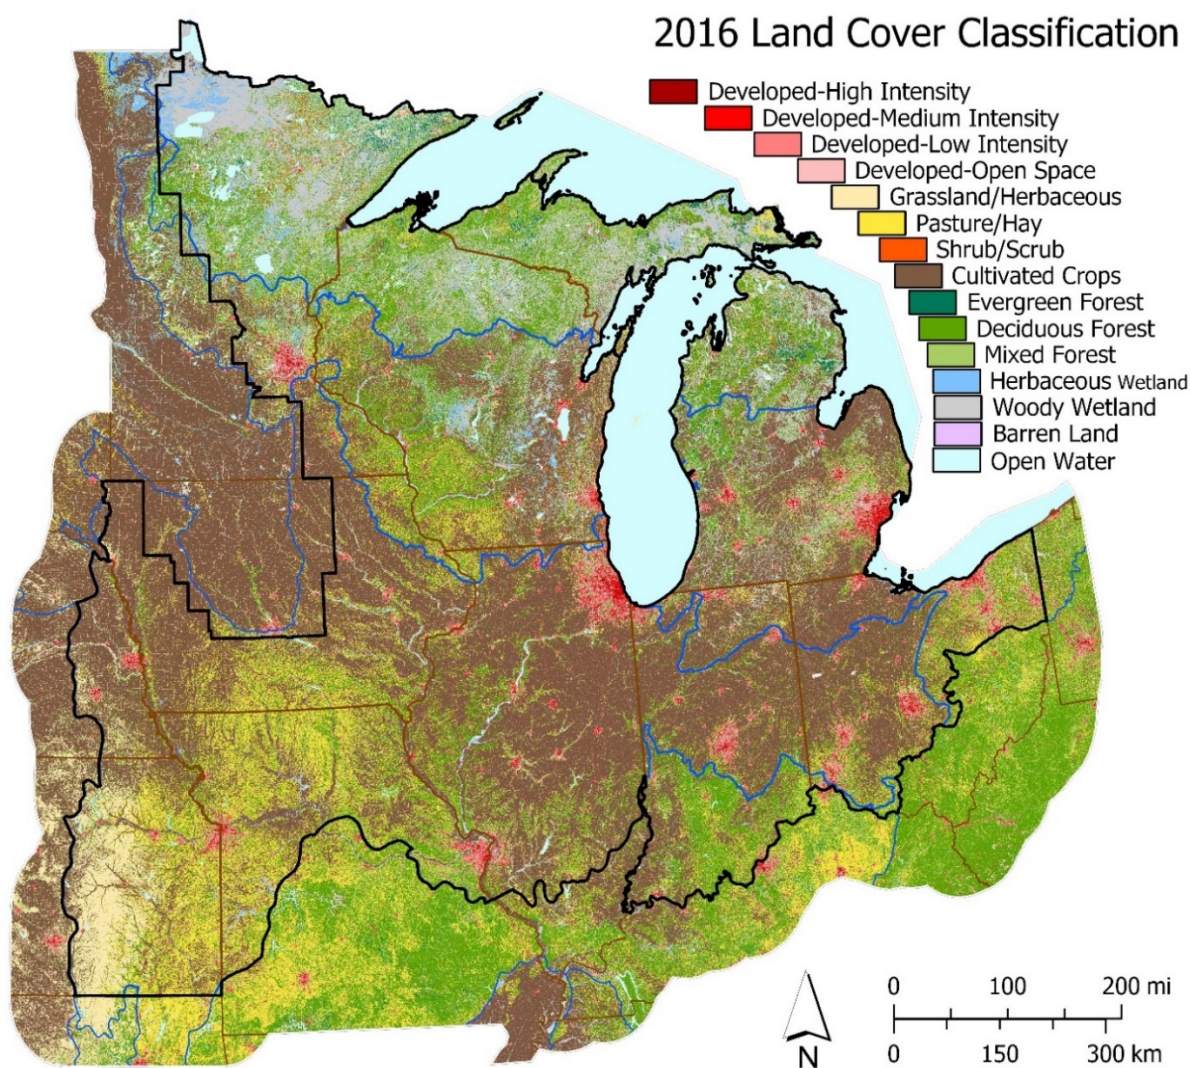 2016 Land Cover Classification
Developed-High Intensity
Developed-Medium Intensity
Developed-Low Intensity
Developed-Open Space
Grassland/Herbaceous
Pasture/Hay
Shrub/Scrub
Cultivated Crops
Evergreen Forest
Deciduous Forest
Mixed Forest
Herbaceous Wetland
Woody Wetland
Barren Land
Open Water
0 100 200 mi
N
0 150 300 km